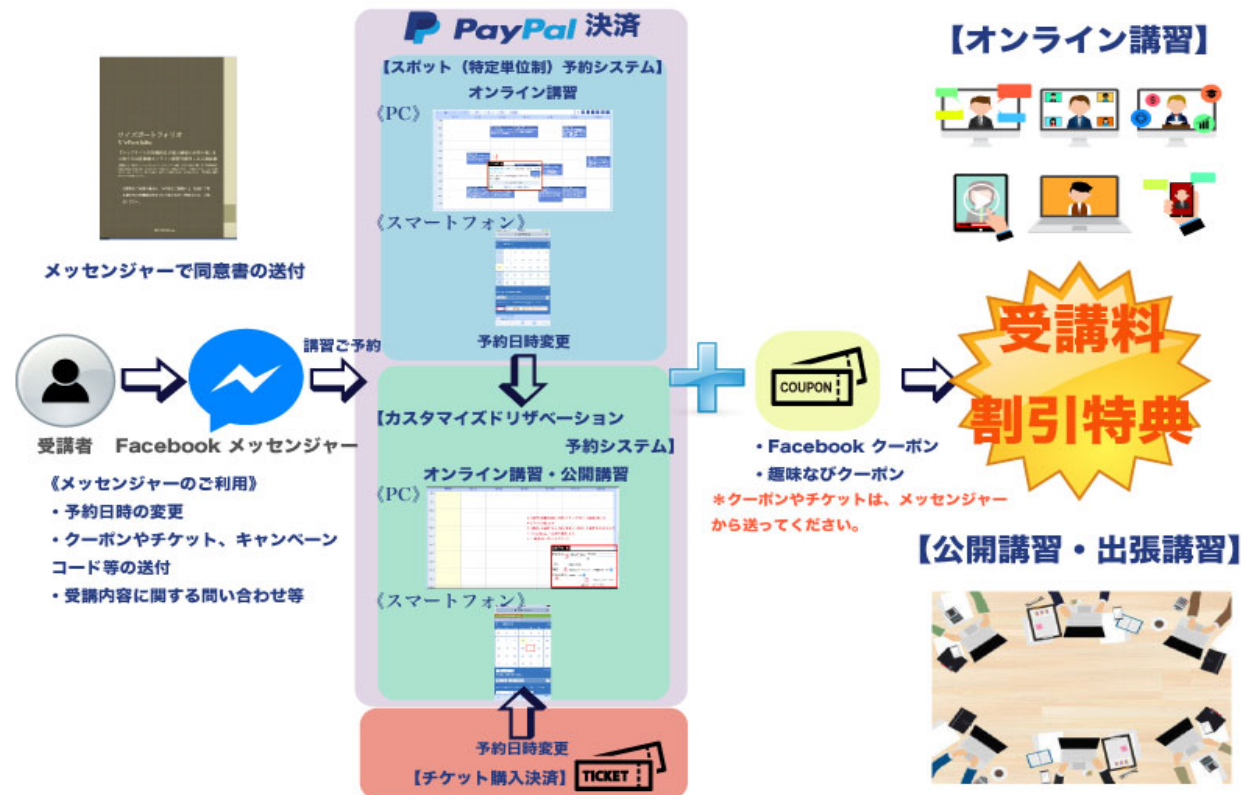 PayPal 決済
【スポット（特定単位制）予約システム】
オンライン講習
《PC》
《スマートフォン》
予約日時変更
【カスタマイズドリザベーション
予約システム】
オンライン講習・公開講習
《PC》
《スマートフォン》
予約日時変更
【チケット購入決済】
TICKET
ワイズポートフォリオ
Y'sPortfolio
メッセンジャーで同意書の送付
講習ご予約
受講者
Facebook メッセンジャー
《メッセンジャーのご利用》
・予約日時の変更
・クーポンやチケット、キャンペーン
コード等の送付
・受講内容に関する問い合わせ等
COUPON
・Facebook クーポン
・趣味なびクーポン
＊クーポンやチケットは、メッセンジャー
から送ってください。
【オンライン講習】
受講料
割引特典
【公開講習・出張講習】